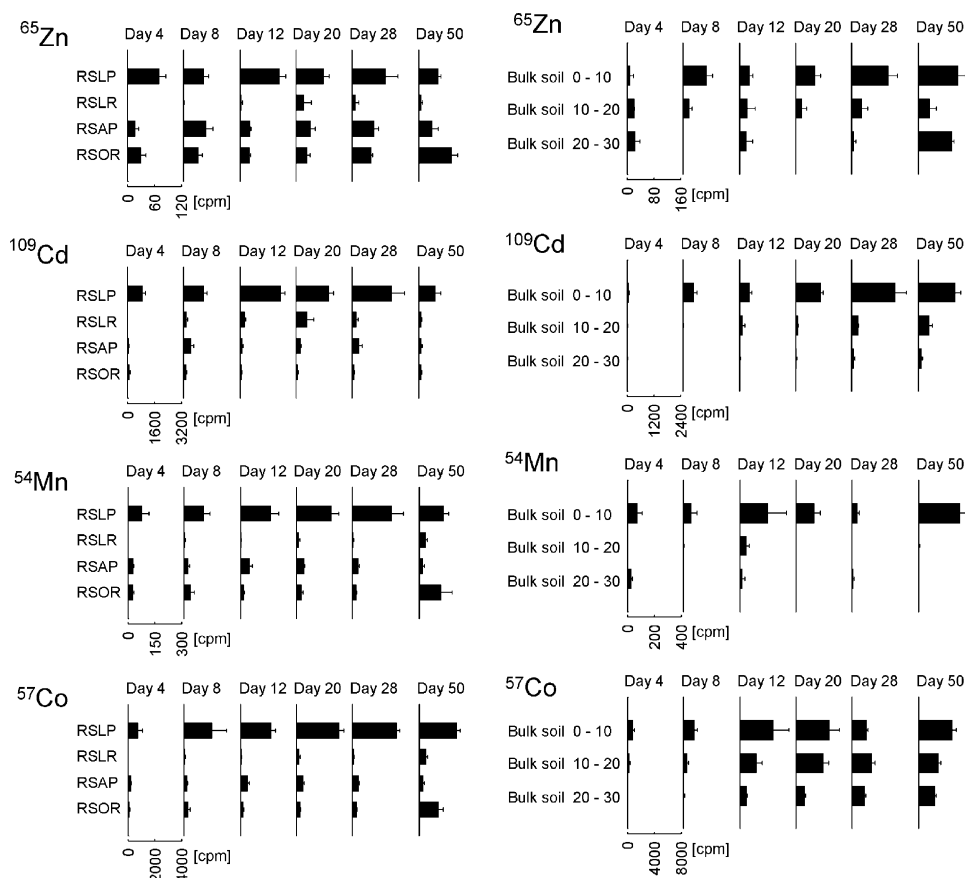 65Zn
Day 4 Day 8 Day 12 Day 20 Day 28 Day 50
RSLP
RSLR
RSAP
RSOR
0 60 120 [cpm]
109Cd
Day 4 Day 8 Day 12 Day 20 Day 28 Day 50
RSLP
RSLR
RSAP
RSOR
0 1600 3200 [cpm]
54Mn
Day 4 Day 8 Day 12 Day 20 Day 28 Day 50
RSLP
RSLR
RSAP
RSOR
0 150 300 [cpm]
57Co
Day 4 Day 8 Day 12 Day 20 Day 28 Day 50
RSLP
RSLR
RSAP
RSOR
0 2000 4000 [cpm]
65Zn
Day 4 Day 8 Day 12 Day 20 Day 28 Day 50
Bulk soil 0 - 10
Bulk soil 10 - 20
Bulk soil 20 - 30
0 80 160 [cpm]
109Cd
Day 4 Day 8 Day 12 Day 20 Day 28 Day 50
Bulk soil 0 - 10
Bulk soil 10 - 20
Bulk soil 20 - 30
0 1200 2400 [cpm]
54Mn
Day 4 Day 8 Day 12 Day 20 Day 28 Day 50
Bulk soil 0 - 10
Bulk soil 10 - 20
Bulk soil 20 - 30
0 200 400 [cpm]
57Co
Day 4 Day 8 Day 12 Day 20 Day 28 Day 50
Bulk soil 0 - 10
Bulk soil 10 - 20
Bulk soil 20 - 30
0 4000 8000 [cpm]